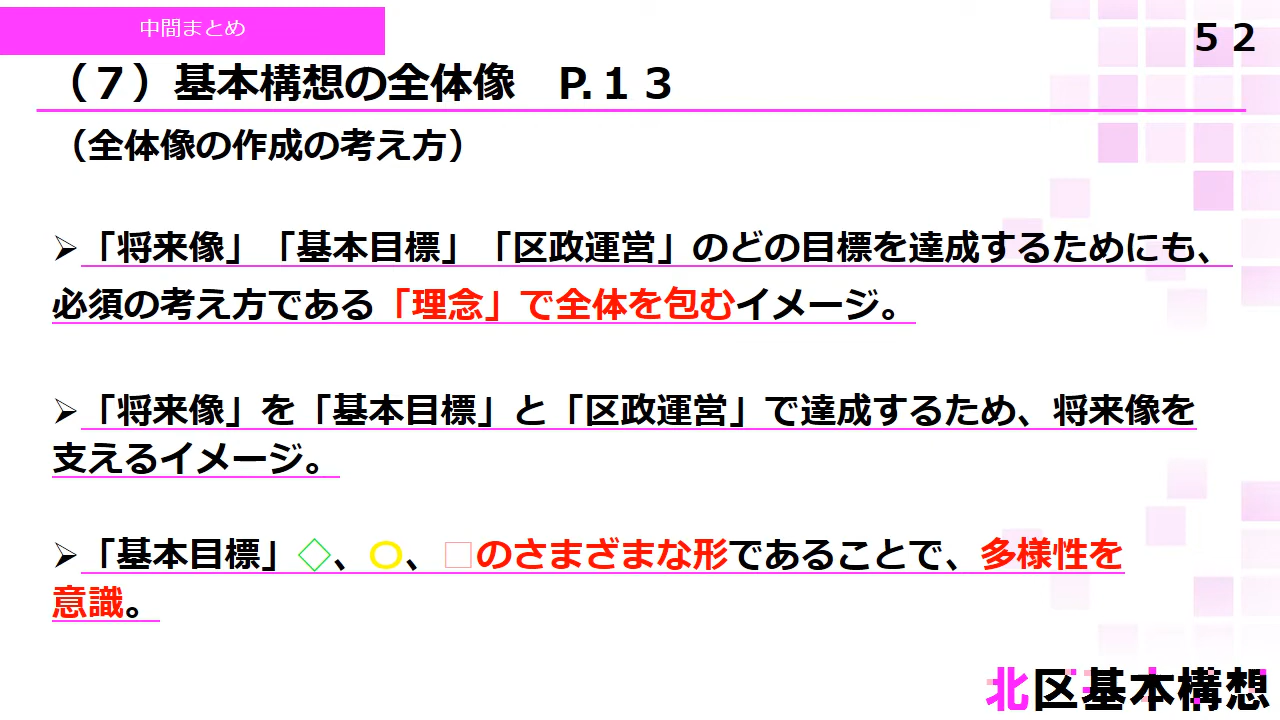 中間まとめ
５２
（７）基本構想の全体像　P.１３
（全体像の作成の考え方）
➢「将来像」「基本目標」「区政運営」のどの目標を達成するためにも、
必須の考え方である「理念」で全体を包むイメージ。
➢「将来像」を「基本目標」と「区政運営」で達成するため、将来像を
支えるイメージ。
➢「基本目標」◇、○、□のさまざまな形であることで、多様性を
意識。
北区基本構想